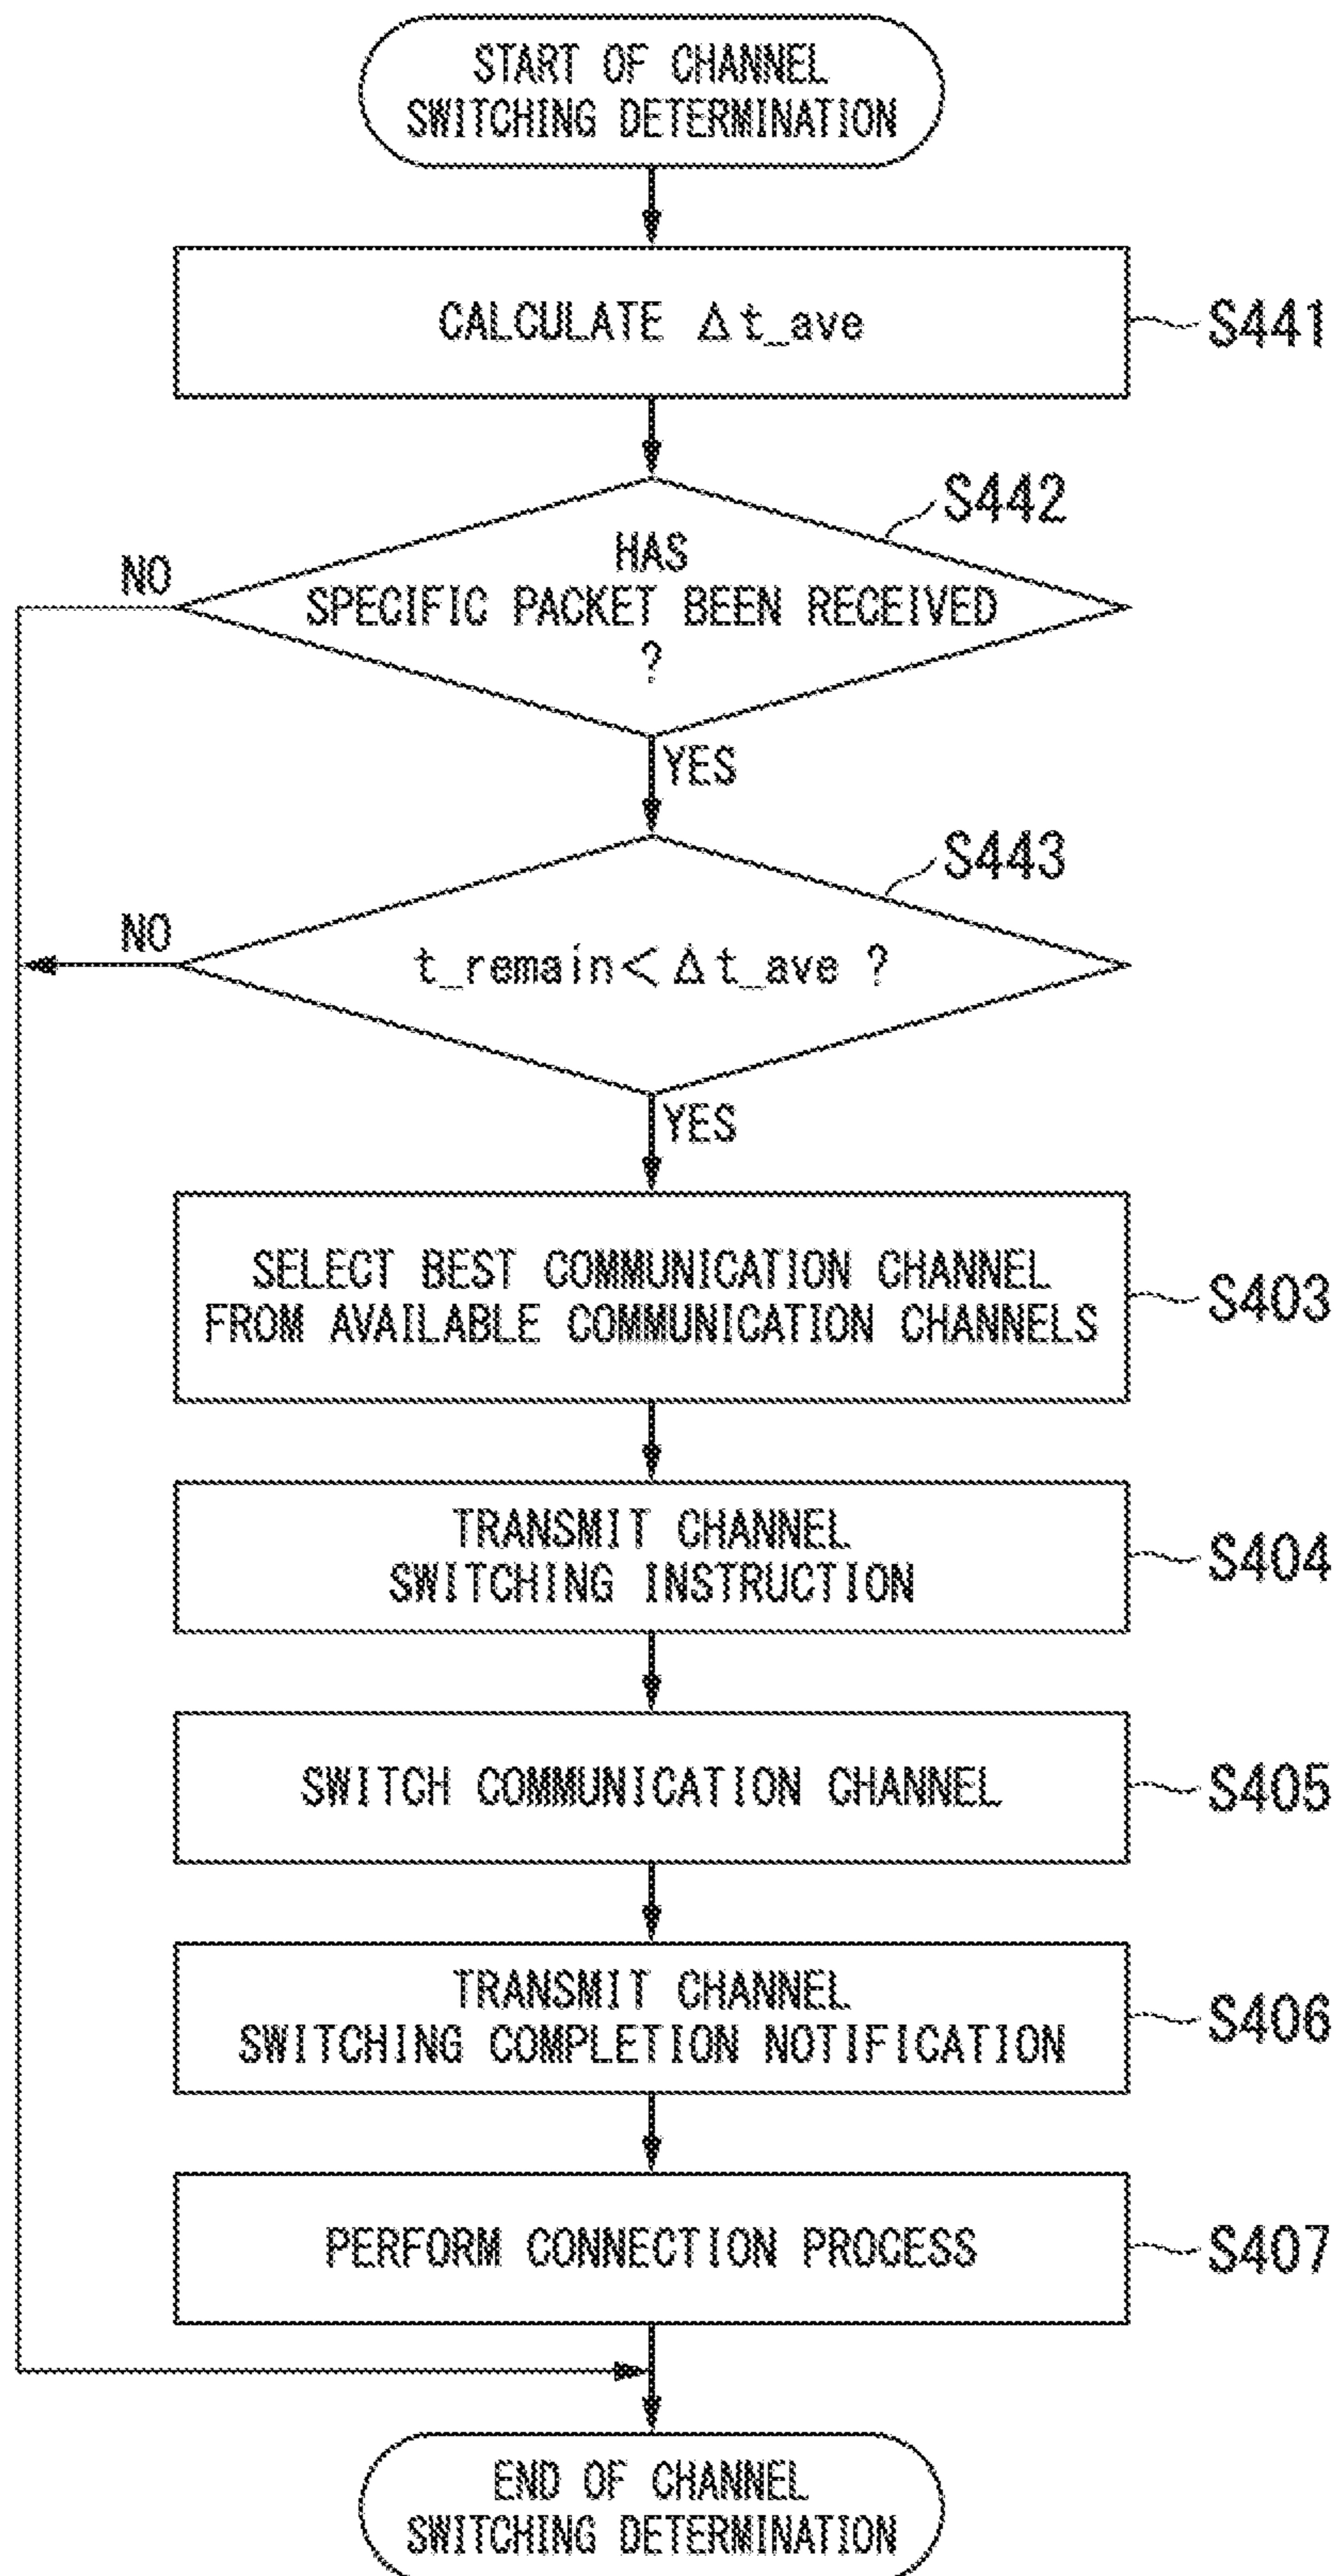 START OF CHANNEL
SWITCHING DETERMINATION
CALCULATE Δt_ave
S441
S442
HAS
SPECIFIC PACKET BEEN RECEIVED
?
NO
YES
S443
t_remain<Δt_ave ?
NO
YES
SELECT BEST COMMUNICATION CHANNEL
FROM AVAILABLE COMMUNICATION CHANNELS
S403
TRANSMIT CHANNEL
SWITCHING INSTRUCTION
S404
SWITCH COMMUNICATION CHANNEL
S405
TRANSMIT CHANNEL
SWITCHING COMPLETION NOTIFICATION
S406
PERFORM CONNECTION PROCESS
S407
END OF CHANNEL
SWITCHING DETERMINATION